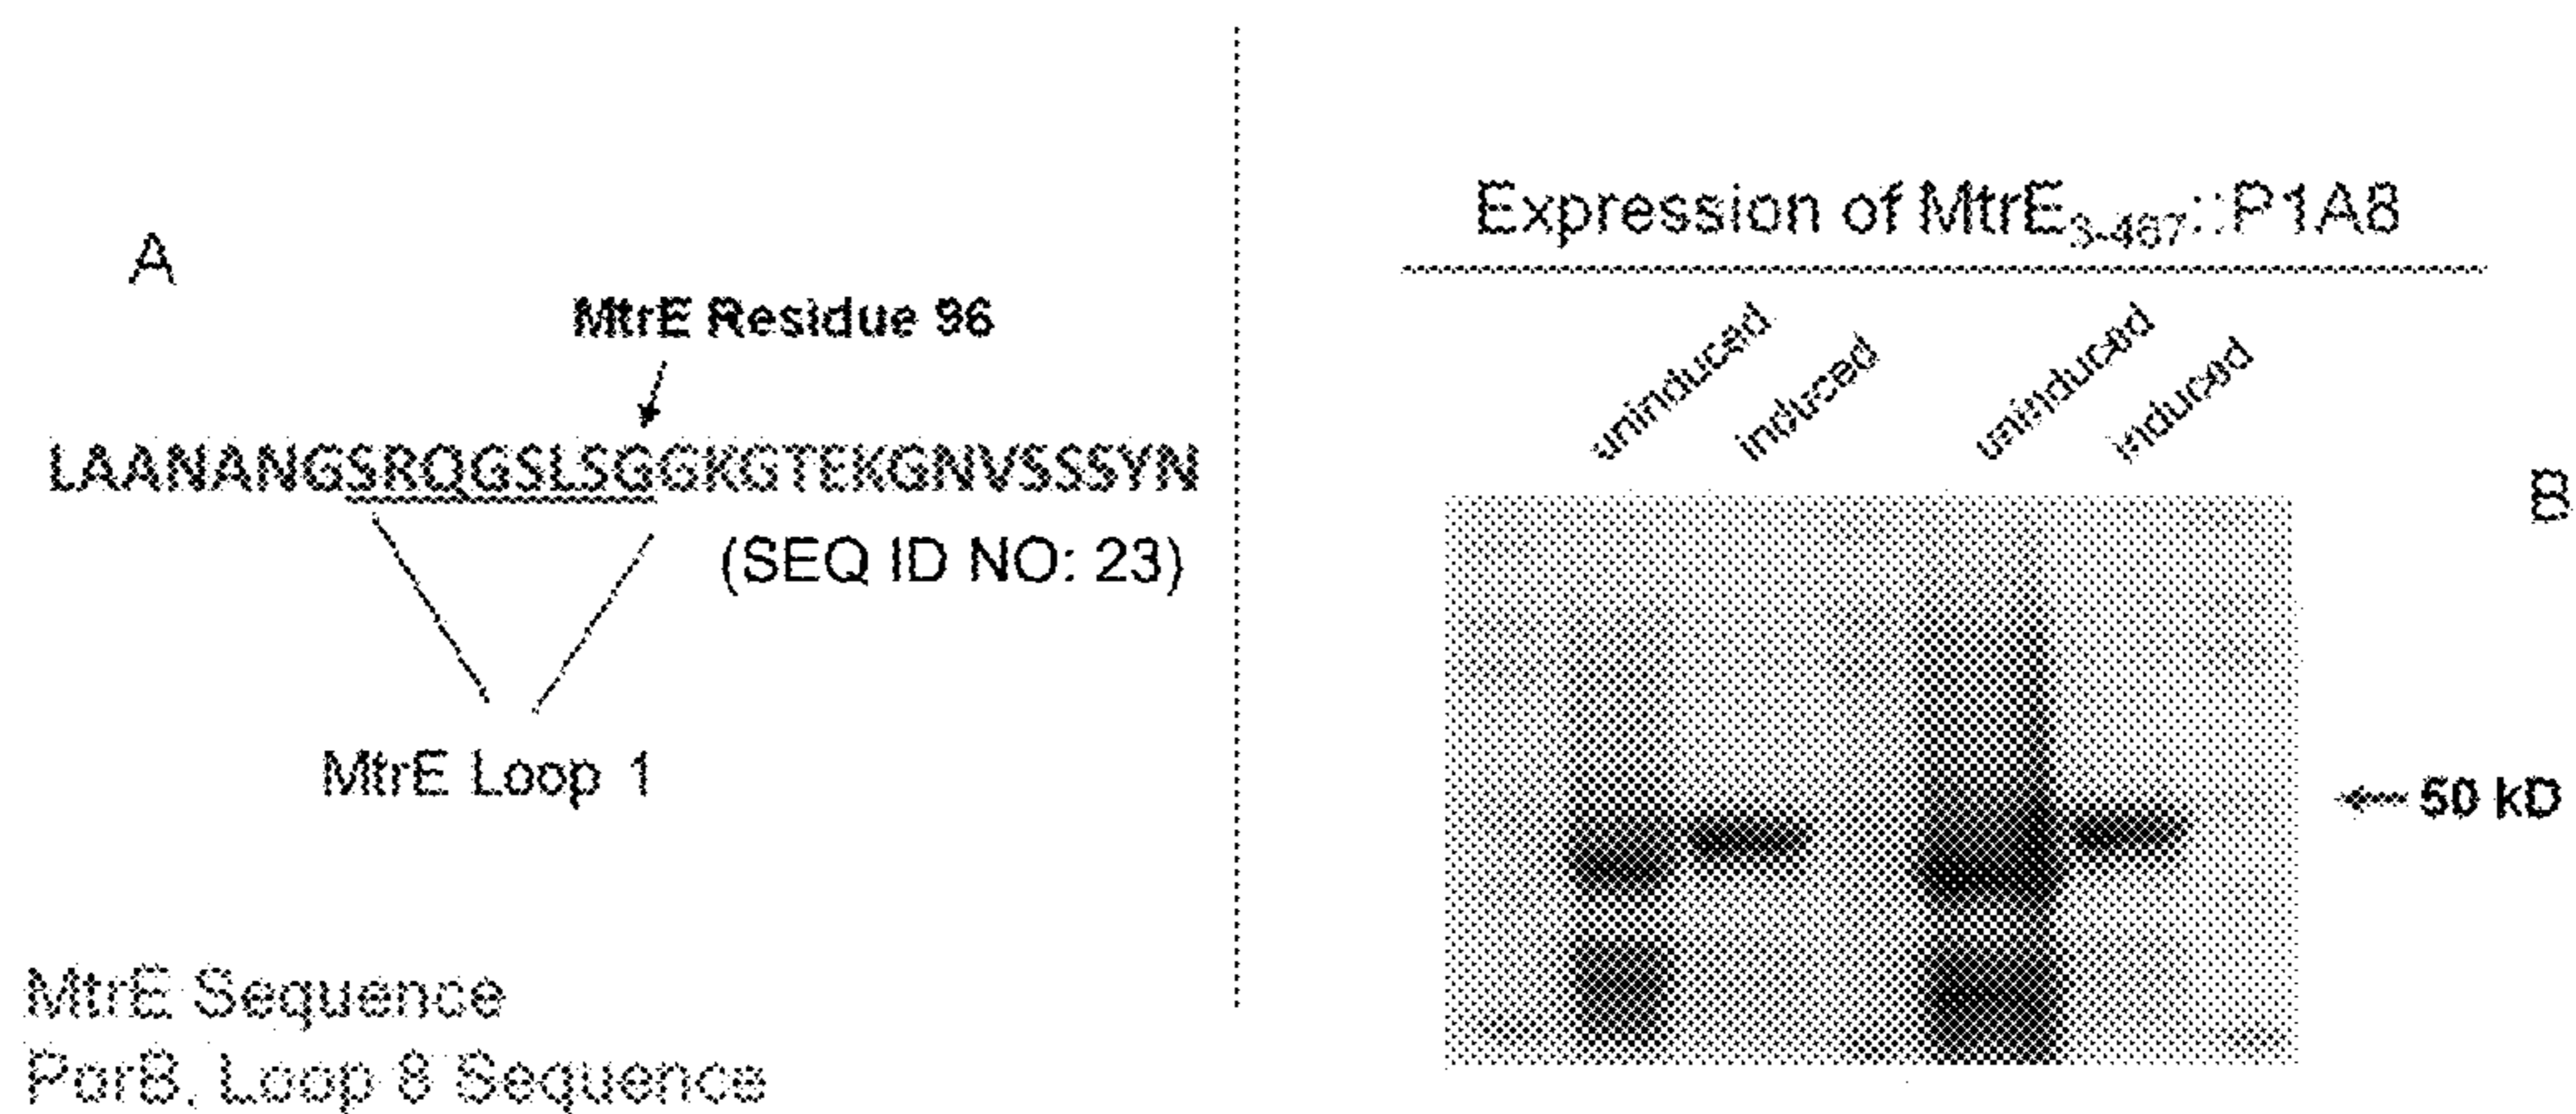 A
MtrE Residue 96
LAANANGSRQGSLSGGKGTEKGNVSSSYN
(SEQ ID NO: 23)
MtrE Loop 1
MtrE Sequence
PorB, Loop 8 Sequence
Expression of MtrE3-467::P1A8
uninduced
induced
uninduced
induced
B
50 kD